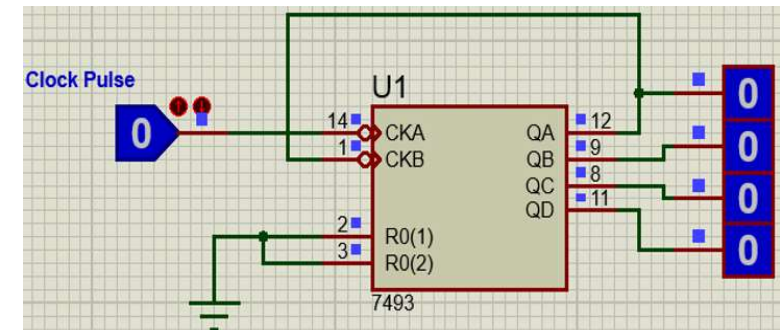 Clock Pulse
U1
0
14 CKA QA 12 0
1 CKB QB 9 0
QC 8 0
QD 11 0
2 R0(1)
3 R0(2)
7493